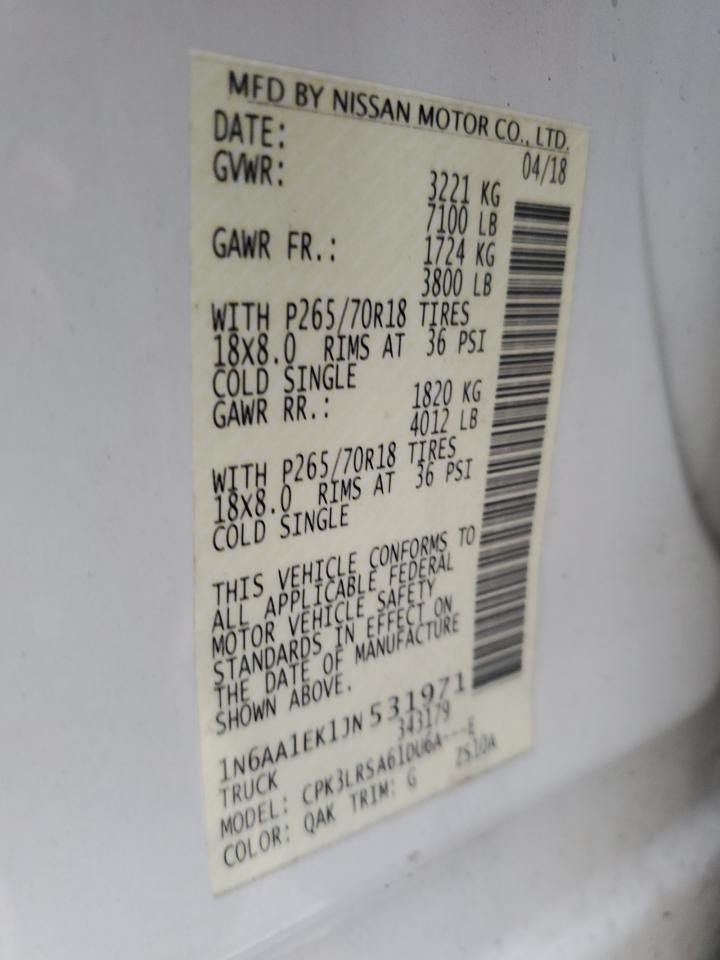 MFD BY NISSAN MOTOR CO., LTD.
DATE: 04/18
GVWR: 3221 KG
7100 LB
GAWR FR.: 1724 KG
3800 LB
WITH P265/70R18 TIRES
18X8.0 RIMS AT 36 PSI
COLD SINGLE
GAWR RR.: 1820 KG
4012 LB
WITH P265/70R18 TIRES
18X8.0 RIMS AT 36 PSI
COLD SINGLE
THIS VEHICLE CONFORMS TO
ALL APPLICABLE FEDERAL
MOTOR VEHICLE SAFETY
STANDARDS IN EFFECT ON
THE DATE OF MANUFACTURE
SHOWN ABOVE.
1N6AA1EK1JN531971
TRUCK 343179
MODEL: CPK3LRSA61DU6A---E
COLOR: QAK TRIM: G ZS10A